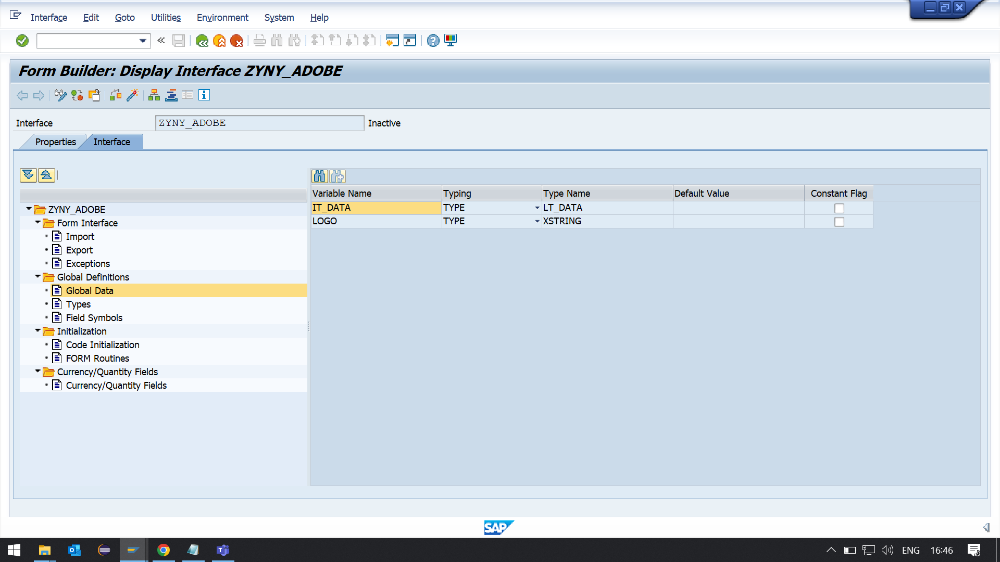 Interface Edit Goto Utilities Environment System Help
Form Builder: Display Interface ZYNY_ADOBE
Interface ZYNY_ADOBE Inactive
Properties Interface
Variable Name Typing Type Name Default Value Constant Flag
IT_DATA TYPE LT_DATA
LOGO TYPE XSTRING
ZYNY_ADOBE
Form Interface
Import
Export
Exceptions
Global Definitions
Global Data
Types
Field Symbols
Initialization
Code Initialization
FORM Routines
Currency/Quantity Fields
Currency/Quantity Fields
SAP
ENG 16:46